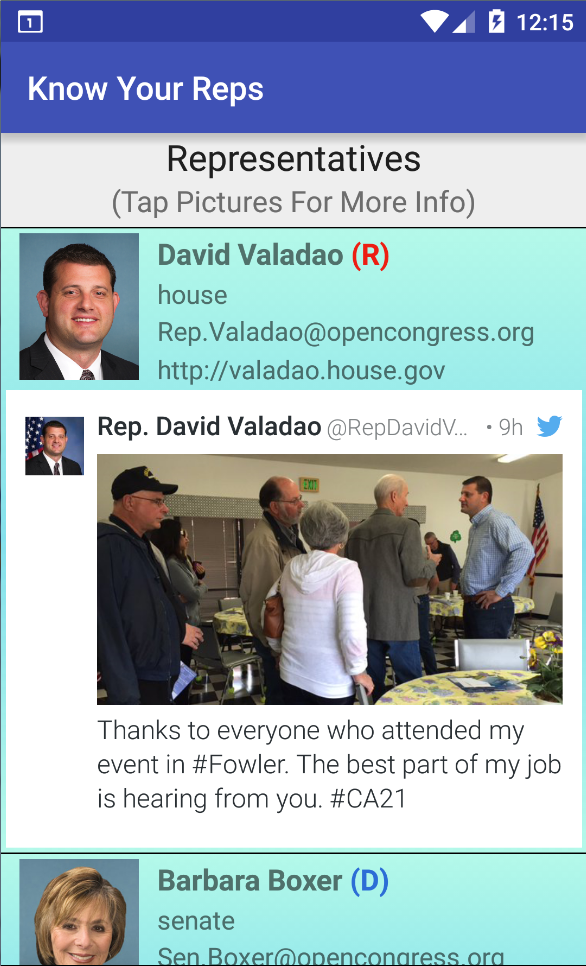 1
12:15
Know Your Reps
Representatives
(Tap Pictures For More Info)
David Valadao (R)
house
Rep.Valadao@opencongress.org
http://valadao.house.gov
Rep. David Valadao @RepDavidV... • 9h
EXIT
Thanks to everyone who attended my
event in #Fowler. The best part of my job
is hearing from you. #CA21
Barbara Boxer (D)
senate
Sen.Boxer@opencongress.org